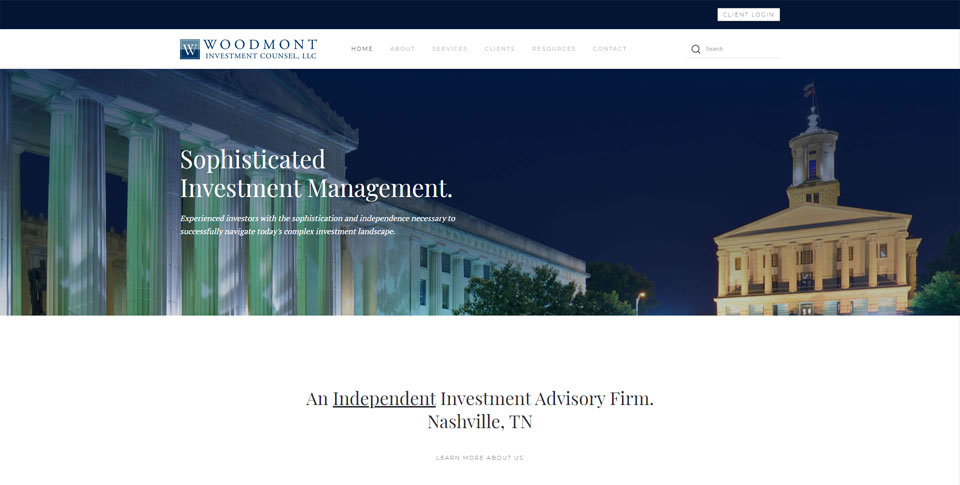 CLIENT LOGIN
W WOODMONT
INVESTMENT COUNSEL, LLC
HOME ABOUT SERVICES CLIENTS RESOURCES CONTACT Search
Sophisticated
Investment Management.
Experienced investors with the sophistication and independence necessary to
successfully navigate today's complex investment landscape.
An Independent Investment Advisory Firm.
Nashville, TN
LEARN MORE ABOUT US